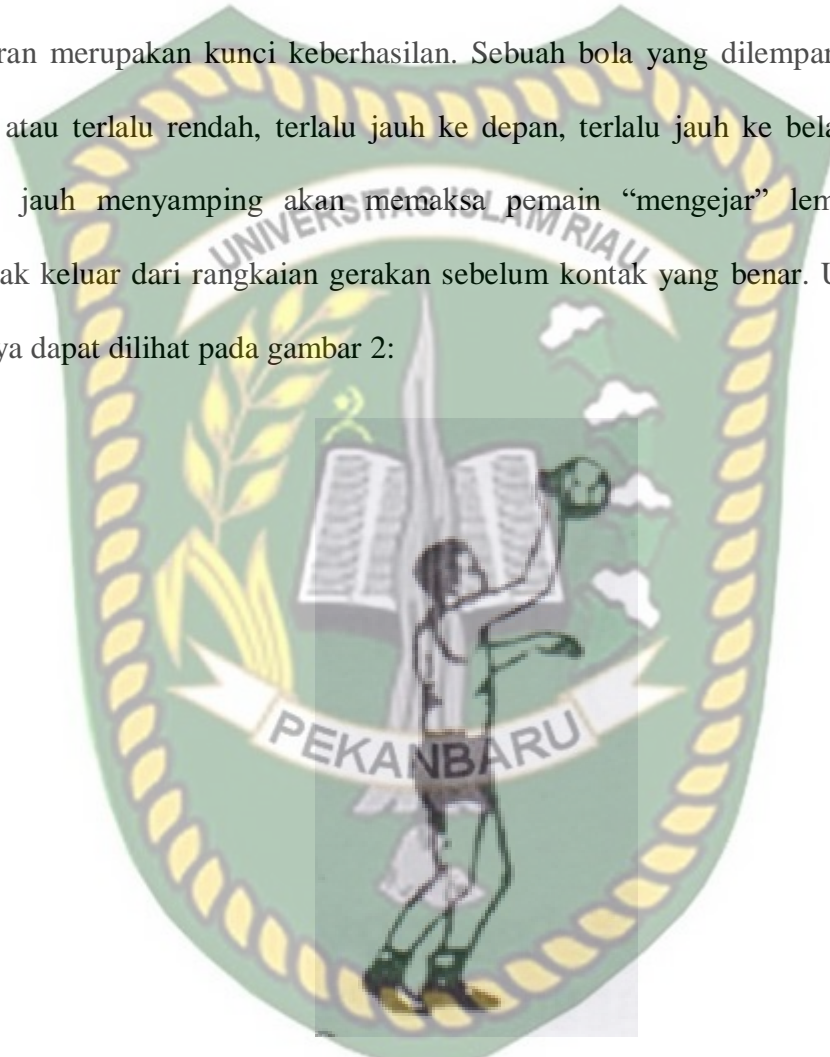 ran merupakan kunci keberhasilan. Sebuah bola yang dilempar
atau terlalu rendah, terlalu jauh ke depan, terlalu jauh ke bela
jauh menyamping akan memaksa pemain “mengejar” lem
ak keluar dari rangkaian gerakan sebelum kontak yang benar. U
ya dapat dilihat pada gambar 2:
UNIVERSITAS ISLAM RIAU
PEKANBARU